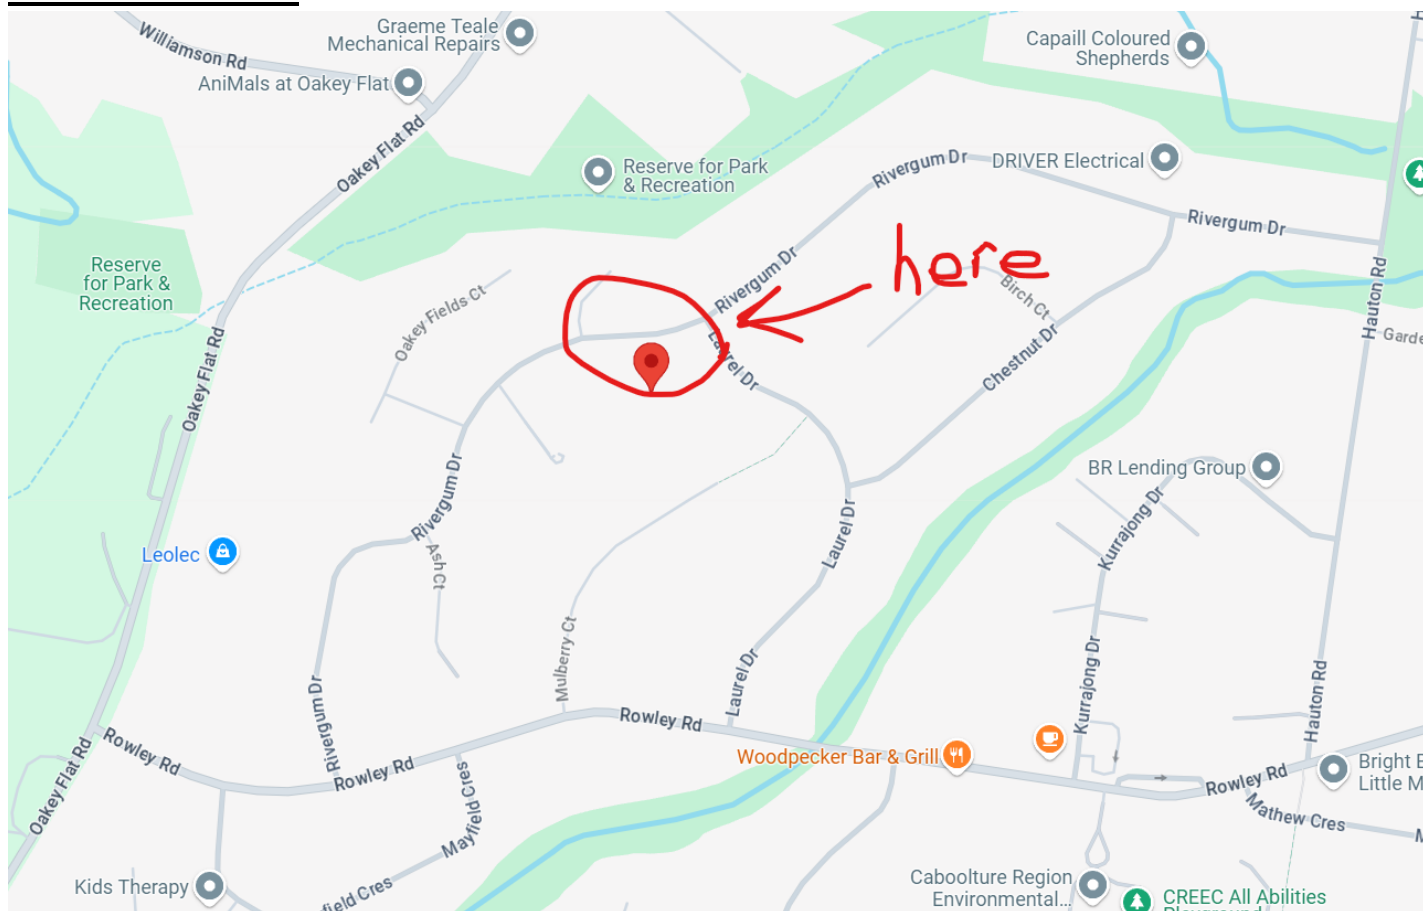 Graeme Teale
Mechanical Repairs
Williamson Rd
AniMals at Oakey Flat
Capaill Coloured
Shepherds
Oakey Flat Rd
Reserve for Park
& Recreation
Rivergum Dr
DRIVER Electrical
Rivergum Dr
Reserve
for Park &
Recreation
Rivergum Dr
here
Birch Ct
Hauton Rd
Oakey Fields Ct
Laurel Dr
Chestnut Dr
Garde
Oakey Flat Rd
BR Lending Group
Rivergum Dr
Kurrajong Dr
Laurel Dr
Leolec
Ash Ct
Mulberry Ct
Laurel Dr
Kurrajong Dr
Hauton Rd
Rivergum Dr
Rowley Rd
Rowley Rd
Rowley Rd
Woodpecker Bar & Grill
Oakey Flat Rd
Mayfield Cres
Rowley Rd
Bright B
Little M
Mathew Cres
M
Kids Therapy
field Cres
Caboolture Region
Environmental...
CREEC All Abilities